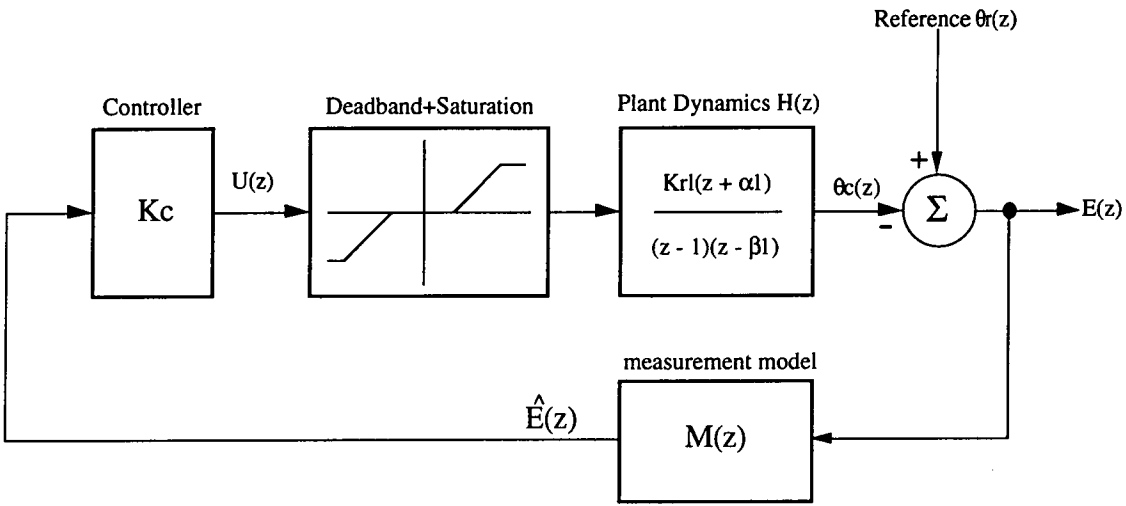 Reference θr(z)
Controller
Deadband+Saturation
Plant Dynamics H(z)
Kc
U(z)
Krl(z + αl)
(z - 1)(z - βl)
θc(z)
+
-
Σ
E(z)
measurement model
Ê(z)
M(z)